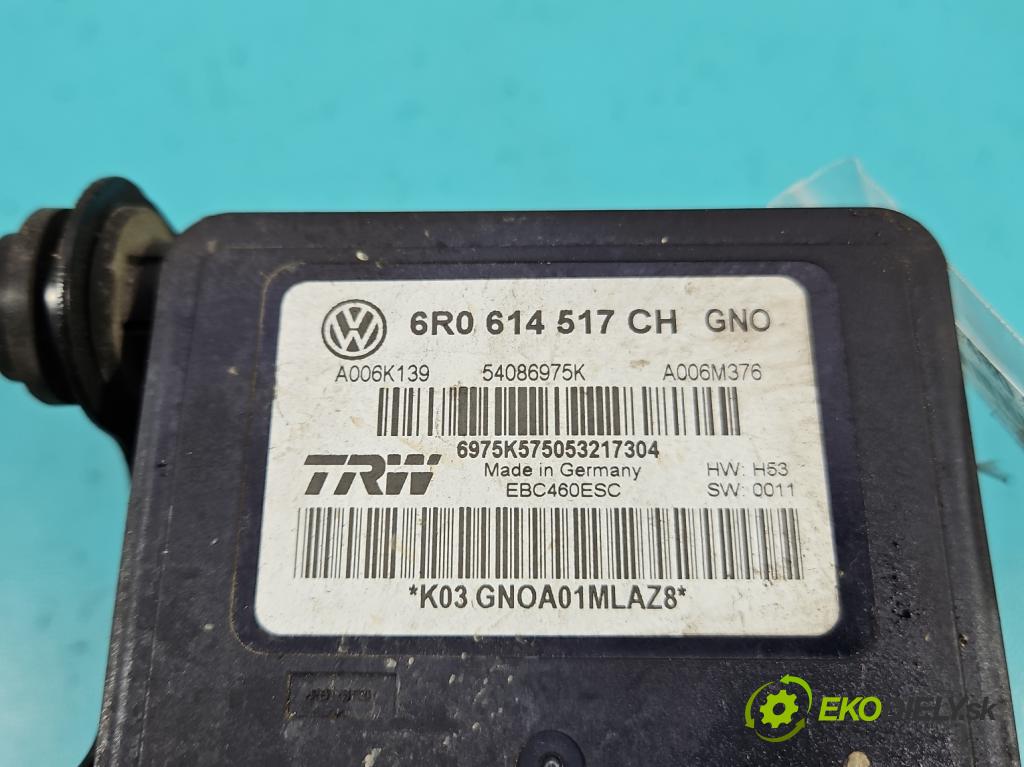 6R0 614 517 CH GNO
A006K139 54086975K A006M376
6975K575053217304
TRW Made in Germany HW: H53
EBC460ESC SW: 0011
*K03 GNOA01MLAZ8*
EKODIELY.sk